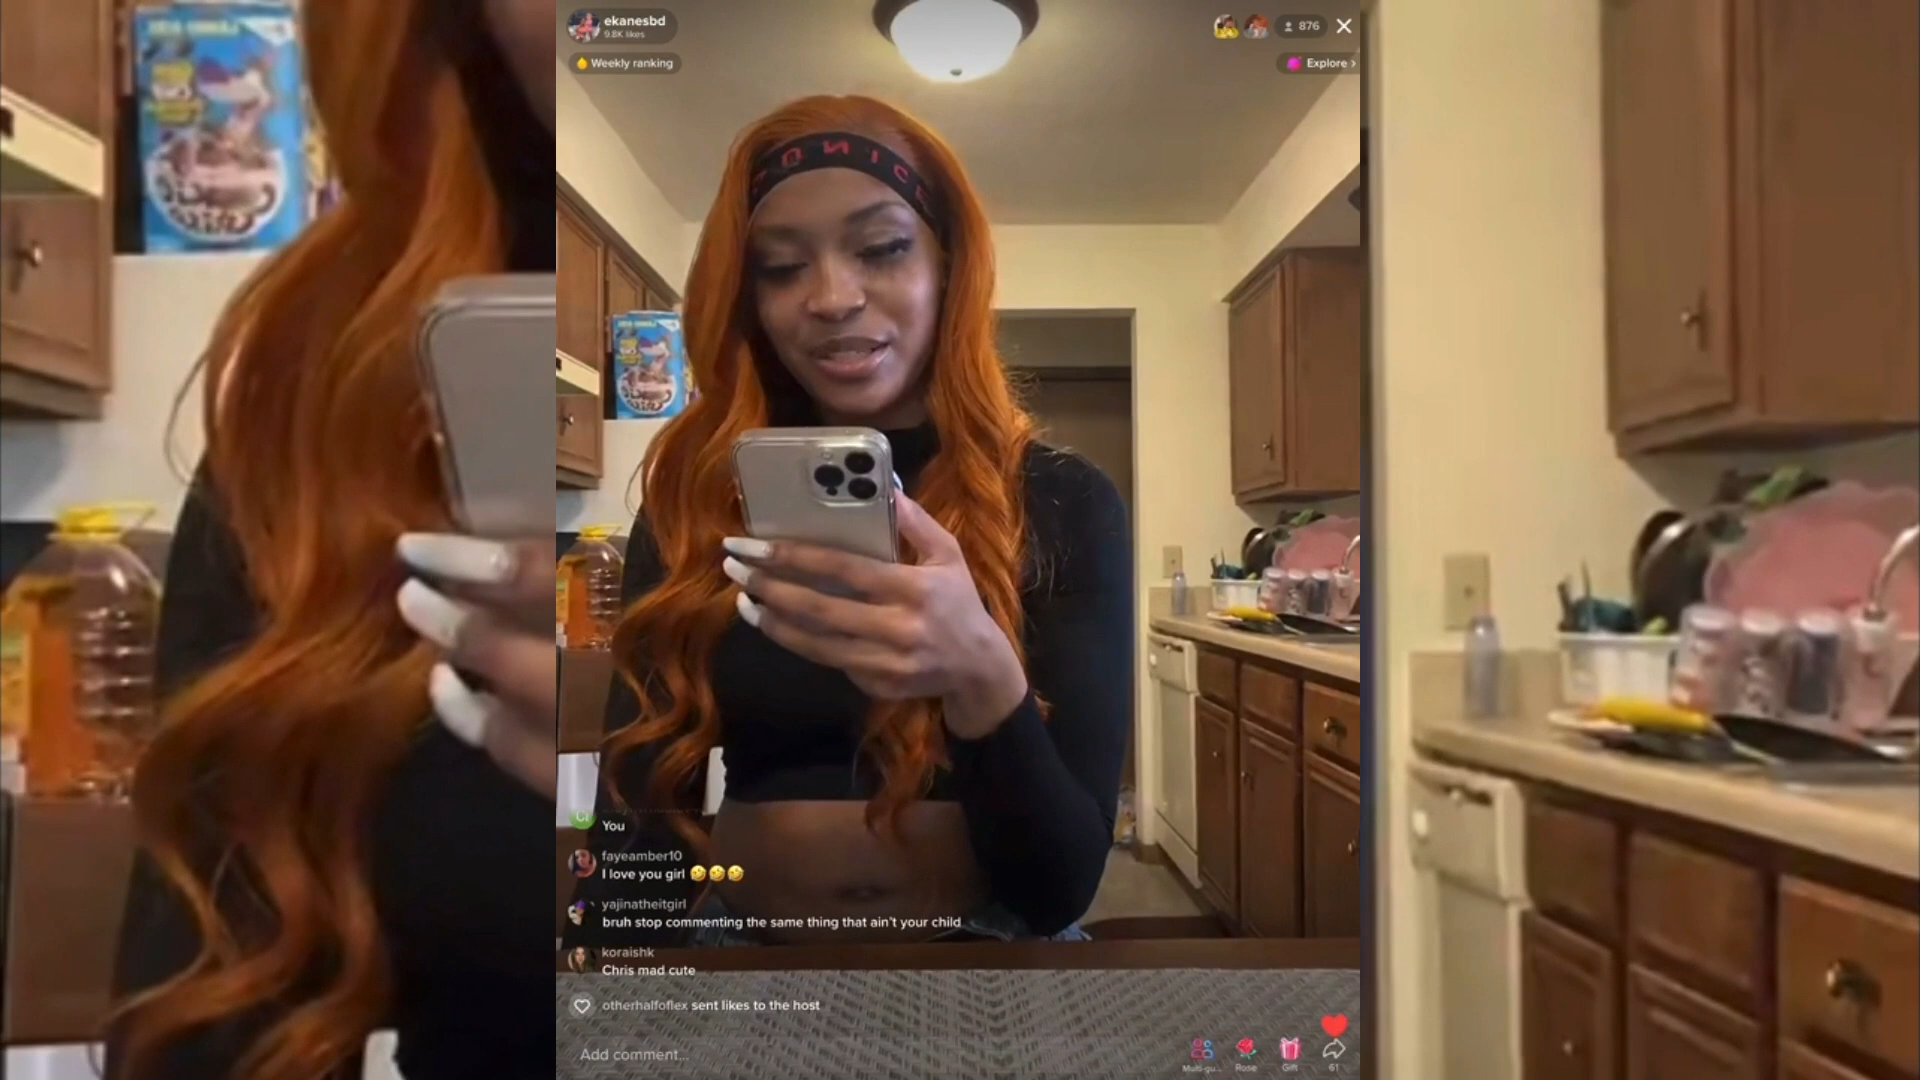 ekanesbd
9.8K likes
876
Weekly ranking
Explore >
You
fayeamber10
I love you girl 🤣🤣🤣
yajinatheitgirl
bruh stop commenting the same thing that ain't your child
koraishk
Chris mad cute
otherhalfoflex sent likes to the host
Add comment...
Multi-gu...
Rose
Gift
61